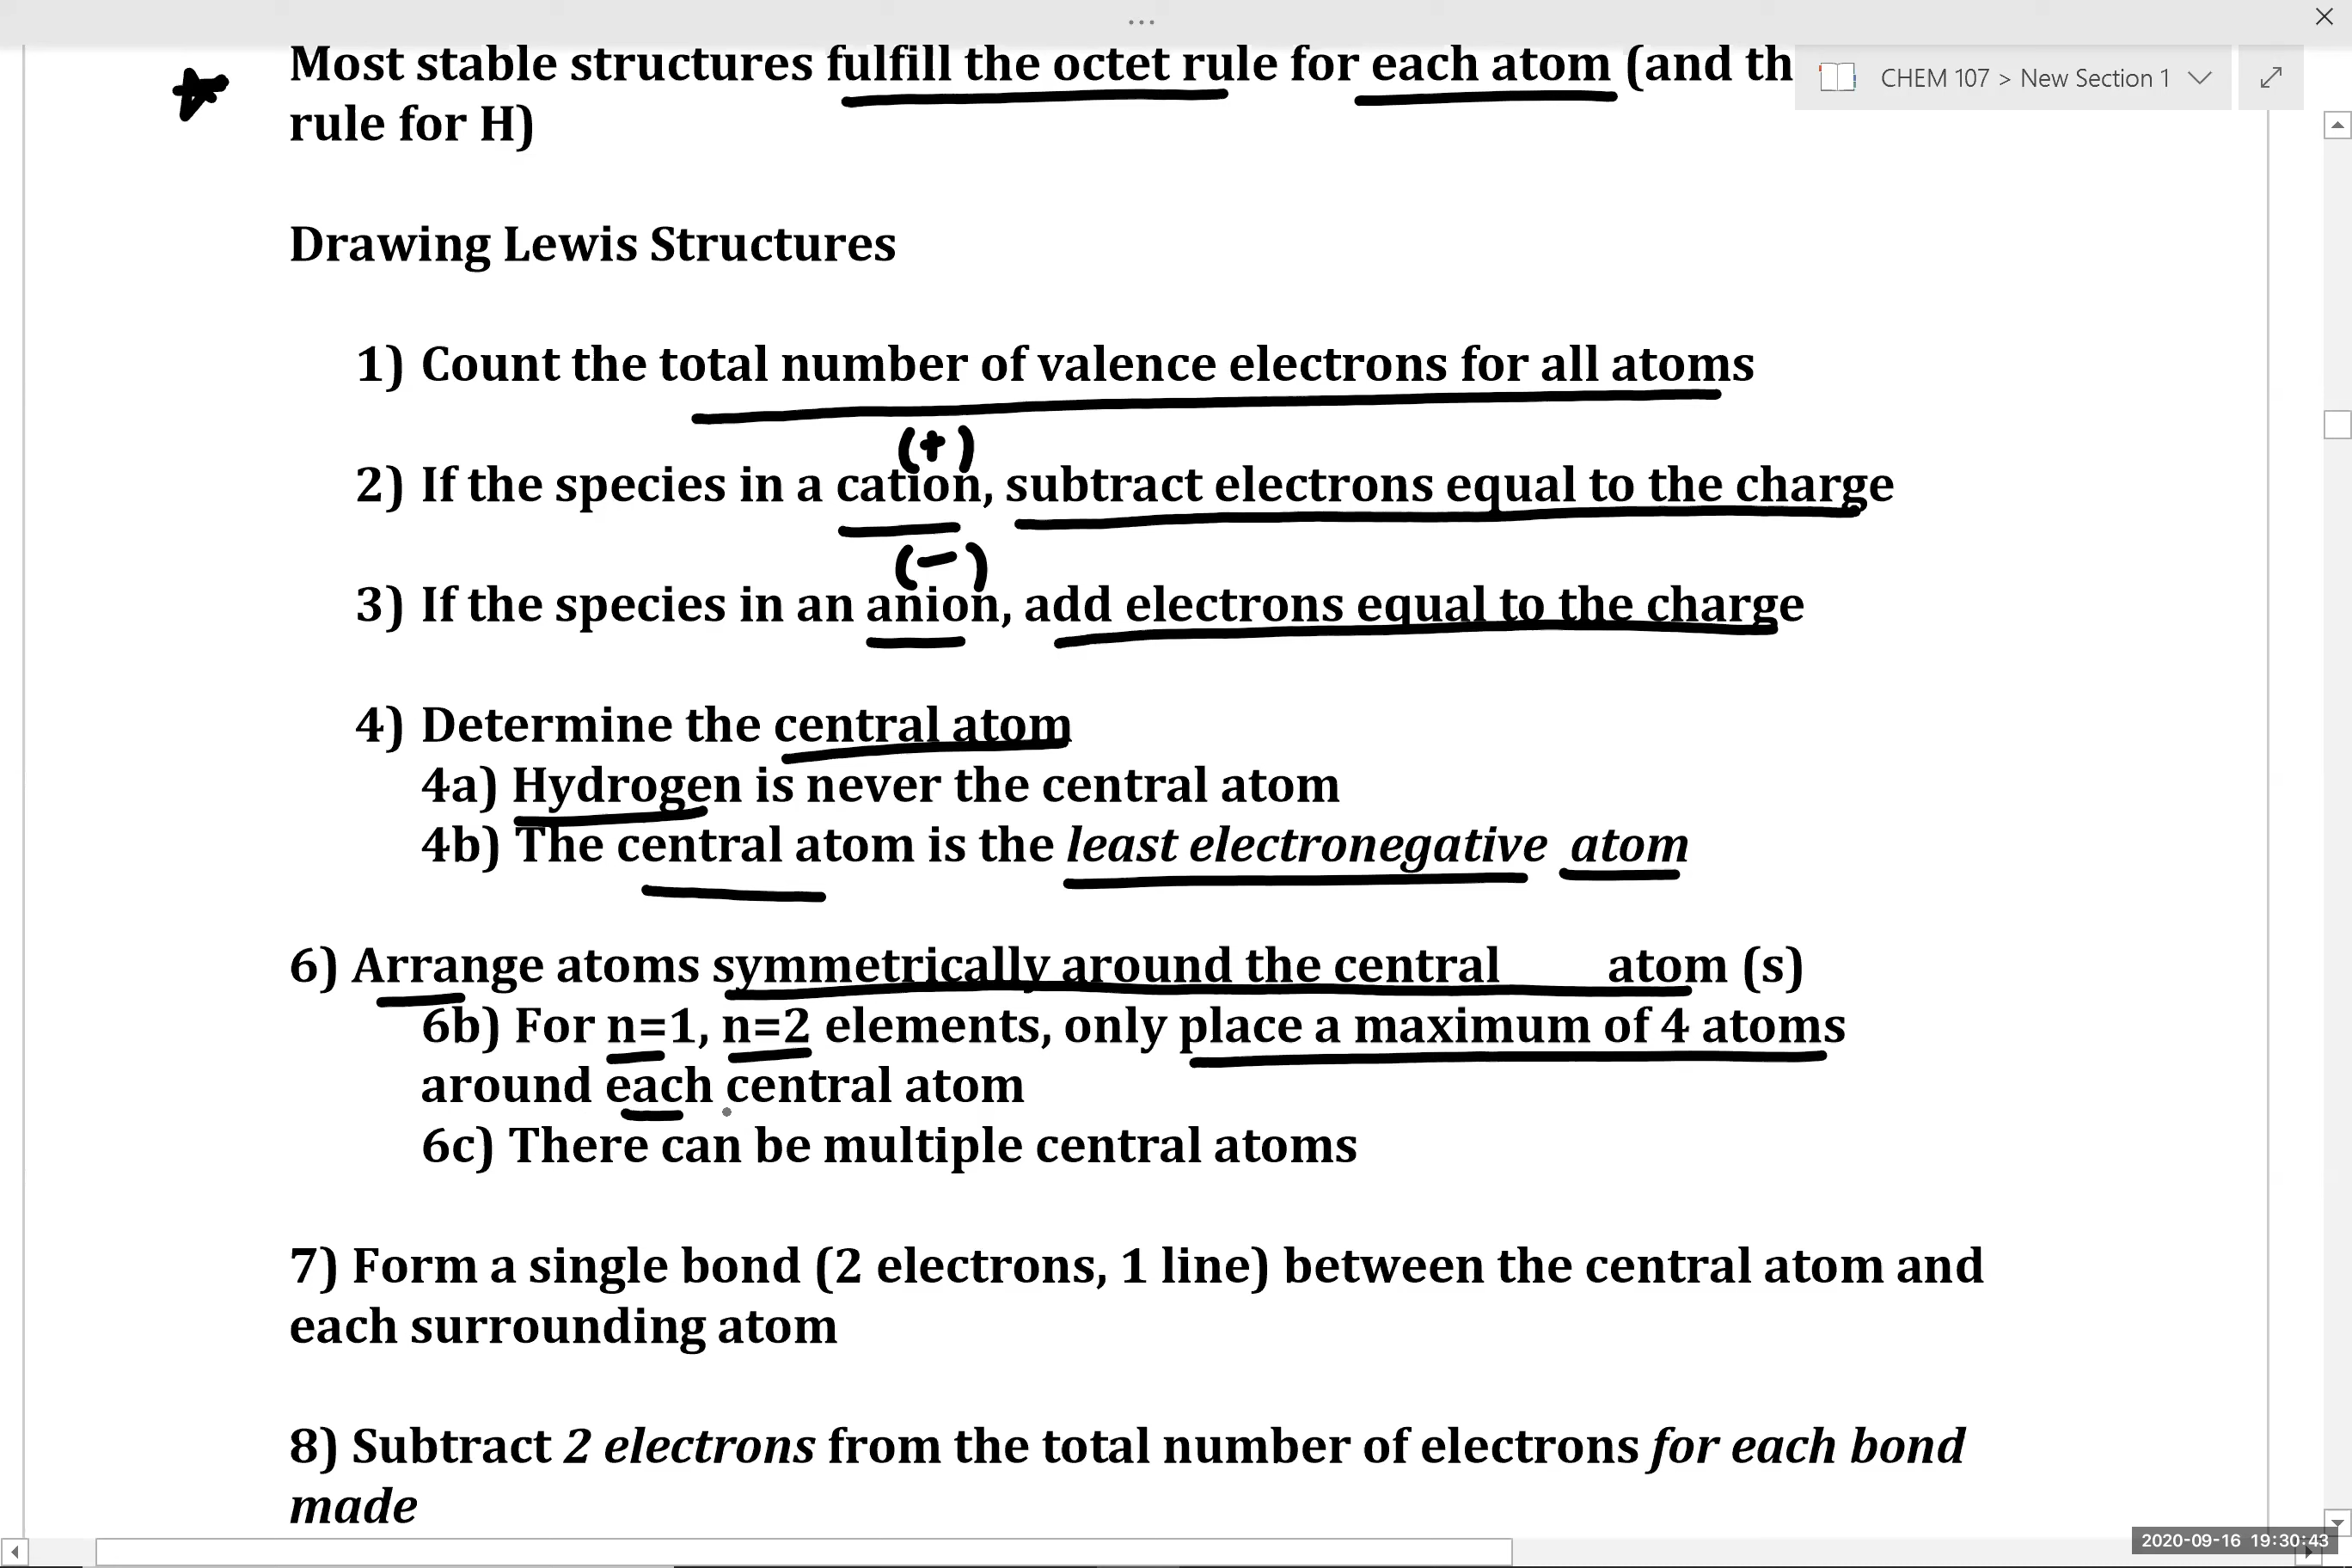 ...
Most stable structures fulfill the octet rule for each atom (and th
CHEM 107 > New Section 1
rule for H)
Drawing Lewis Structures
1) Count the total number of valence electrons for all atoms
(+)
2) If the species in a cation, subtract electrons equal to the charge
(-)
3) If the species in an anion, add electrons equal to the charge
4) Determine the central atom
4a) Hydrogen is never the central atom
4b) The central atom is the least electronegative atom
6) Arrange atoms symmetrically around the central atom (s)
6b) For n=1, n=2 elements, only place a maximum of 4 atoms
around each central atom
6c) There can be multiple central atoms
7) Form a single bond (2 electrons, 1 line) between the central atom and
each surrounding atom
8) Subtract 2 electrons from the total number of electrons for each bond
made
2020-09-16 19:30:43